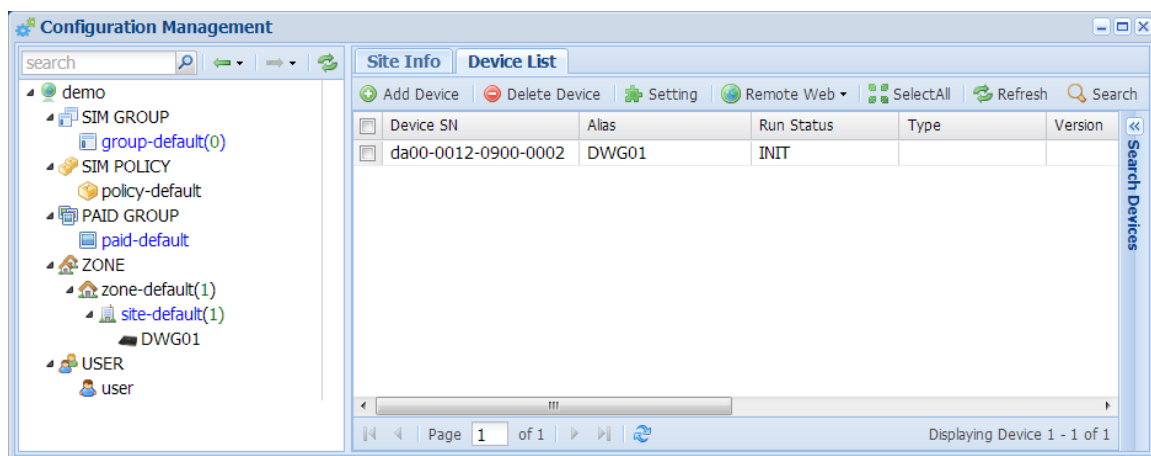 Configuration Management
search
demo
SIM GROUP
group-default(0)
SIM POLICY
policy-default
PAID GROUP
paid-default
ZONE
zone-default(1)
site-default(1)
DWG01
USER
user
Site Info Device List
Add Device Delete Device Setting Remote Web SelectAll Refresh Search
Device SN Alias Run Status Type Version
da00-0012-0900-0002 DWG01 INIT
Page 1 of 1 Displaying Device 1 - 1 of 1
Search Devices